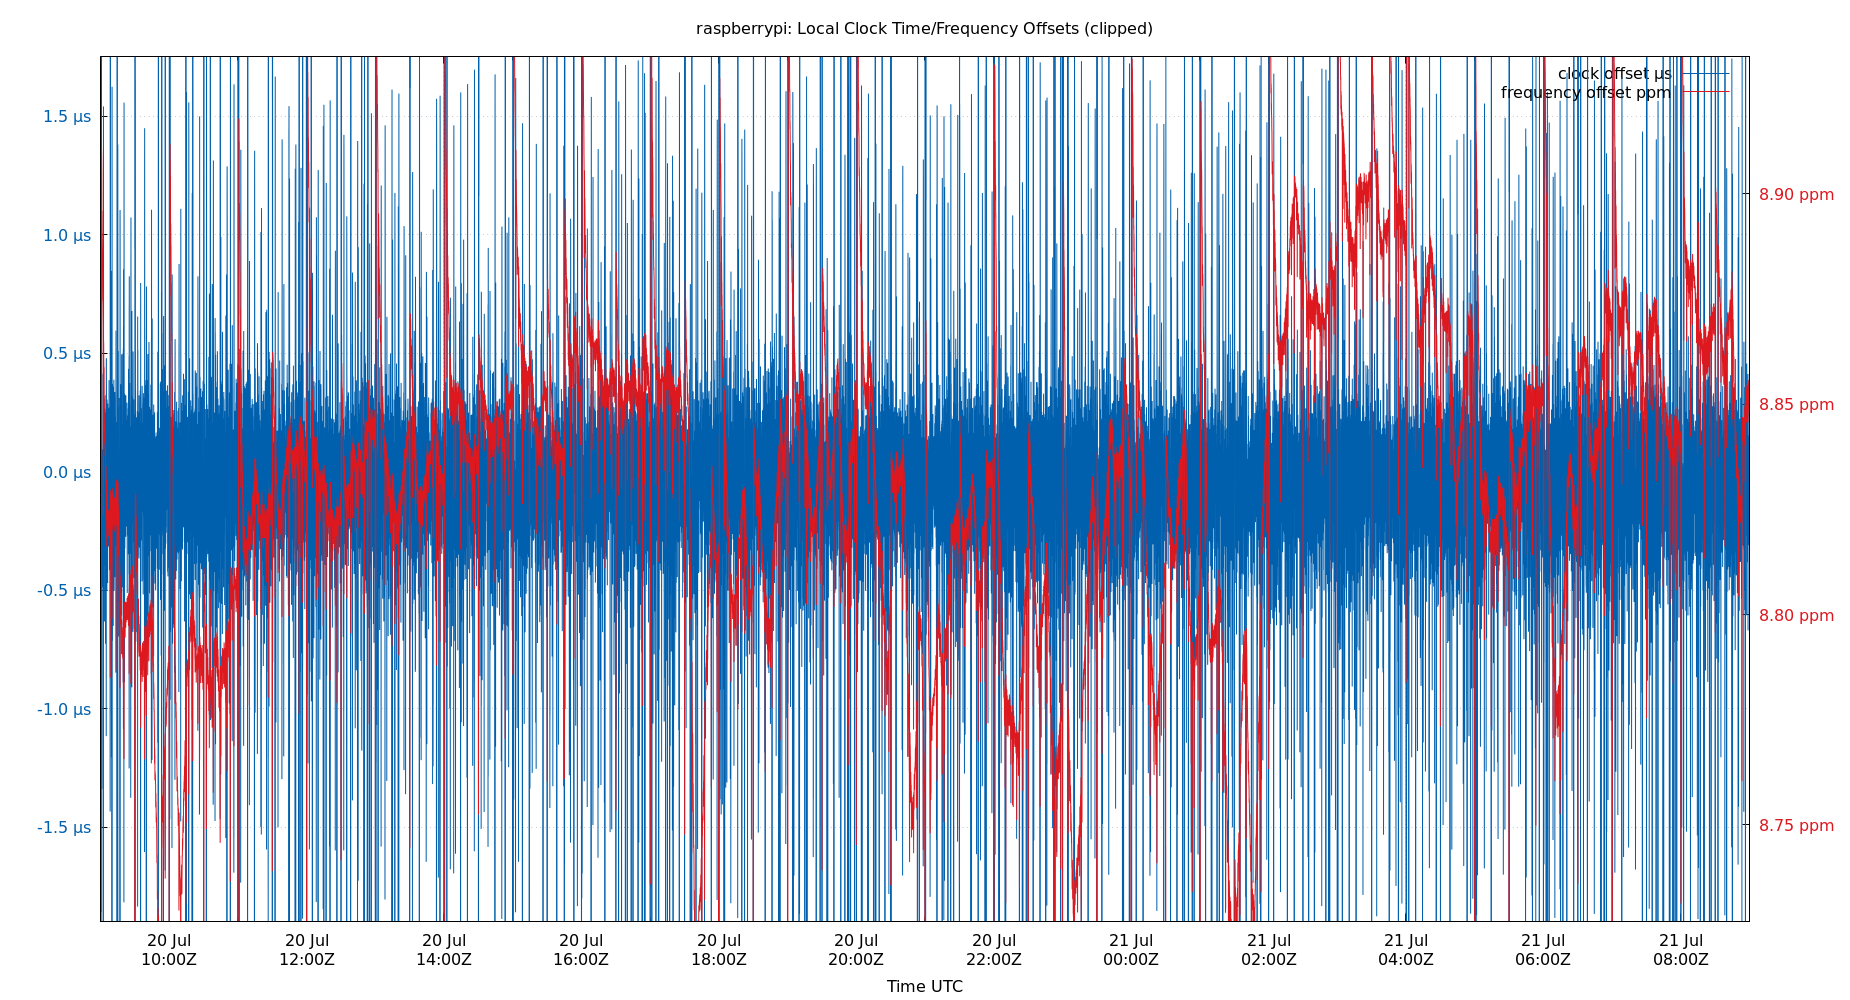 raspberrypi: Local Clock Time/Frequency Offsets (clipped)
clock offset µs
frequency offset ppm
1.5 µs
1.0 µs
0.5 µs
0.0 µs
-0.5 µs
-1.0 µs
-1.5 µs
8.90 ppm
8.85 ppm
8.80 ppm
8.75 ppm
20 Jul 20 Jul 20 Jul 20 Jul 20 Jul 20 Jul 20 Jul 21 Jul 21 Jul 21 Jul 21 Jul 21 Jul
10:00Z 12:00Z 14:00Z 16:00Z 18:00Z 20:00Z 22:00Z 00:00Z 02:00Z 04:00Z 06:00Z 08:00Z
Time UTC